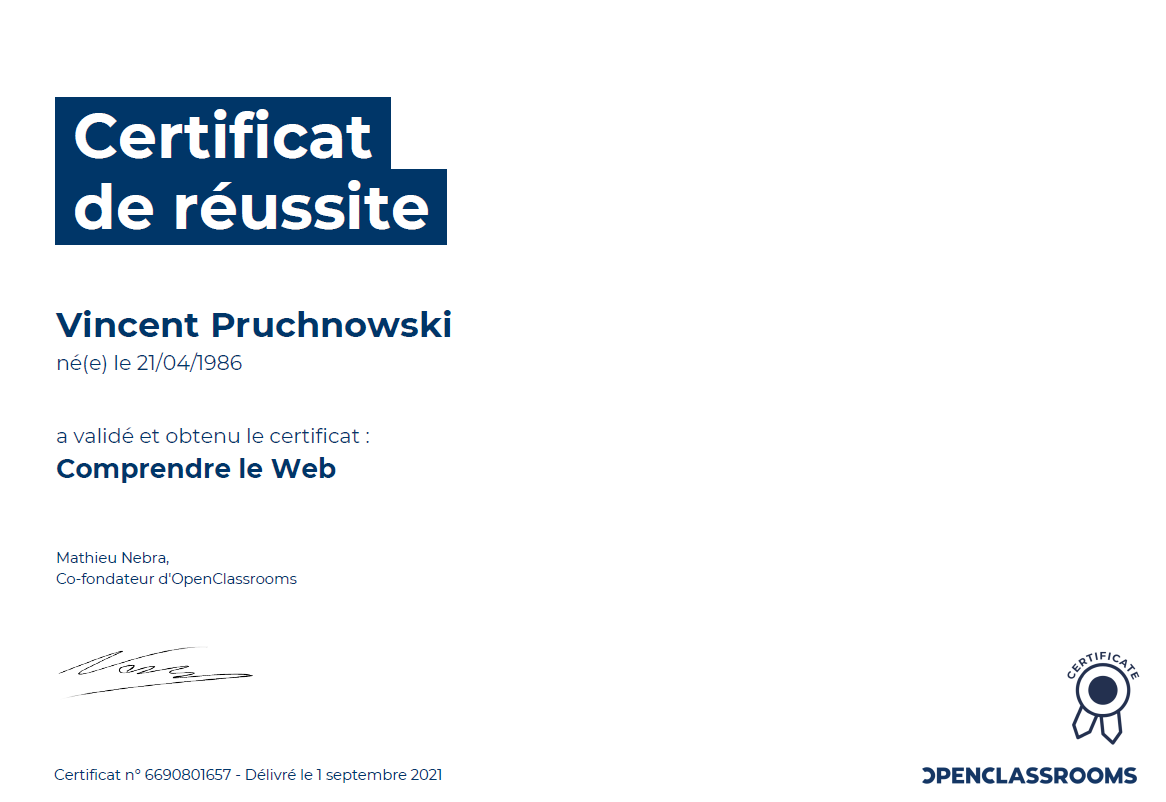 Certificat
de réussite
Vincent Pruchnowski
né(e) le 21/04/1986
a validé et obtenu le certificat :
Comprendre le Web
Mathieu Nebra,
Co-fondateur d'OpenClassrooms
CERTIFICATE
Certificat n° 6690801657 - Délivré le 1 septembre 2021
OPENCLASSROOMS